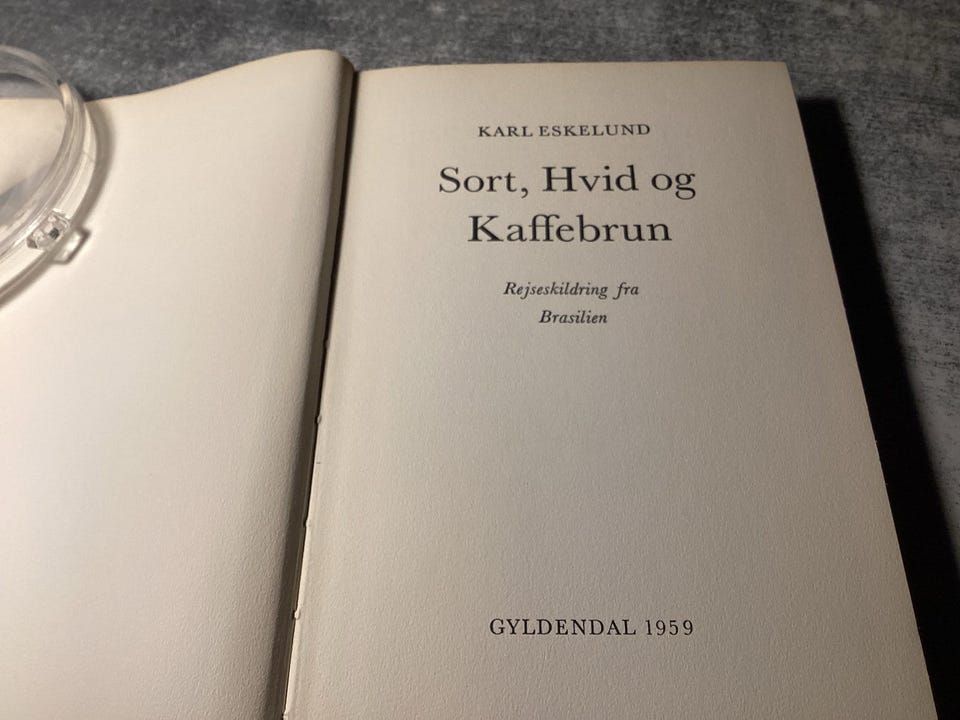 KARL ESKELUND
Sort, Hvid og
Kaffebrun
Rejseskildring fra
Brasilien
GYLDENDAL 1959